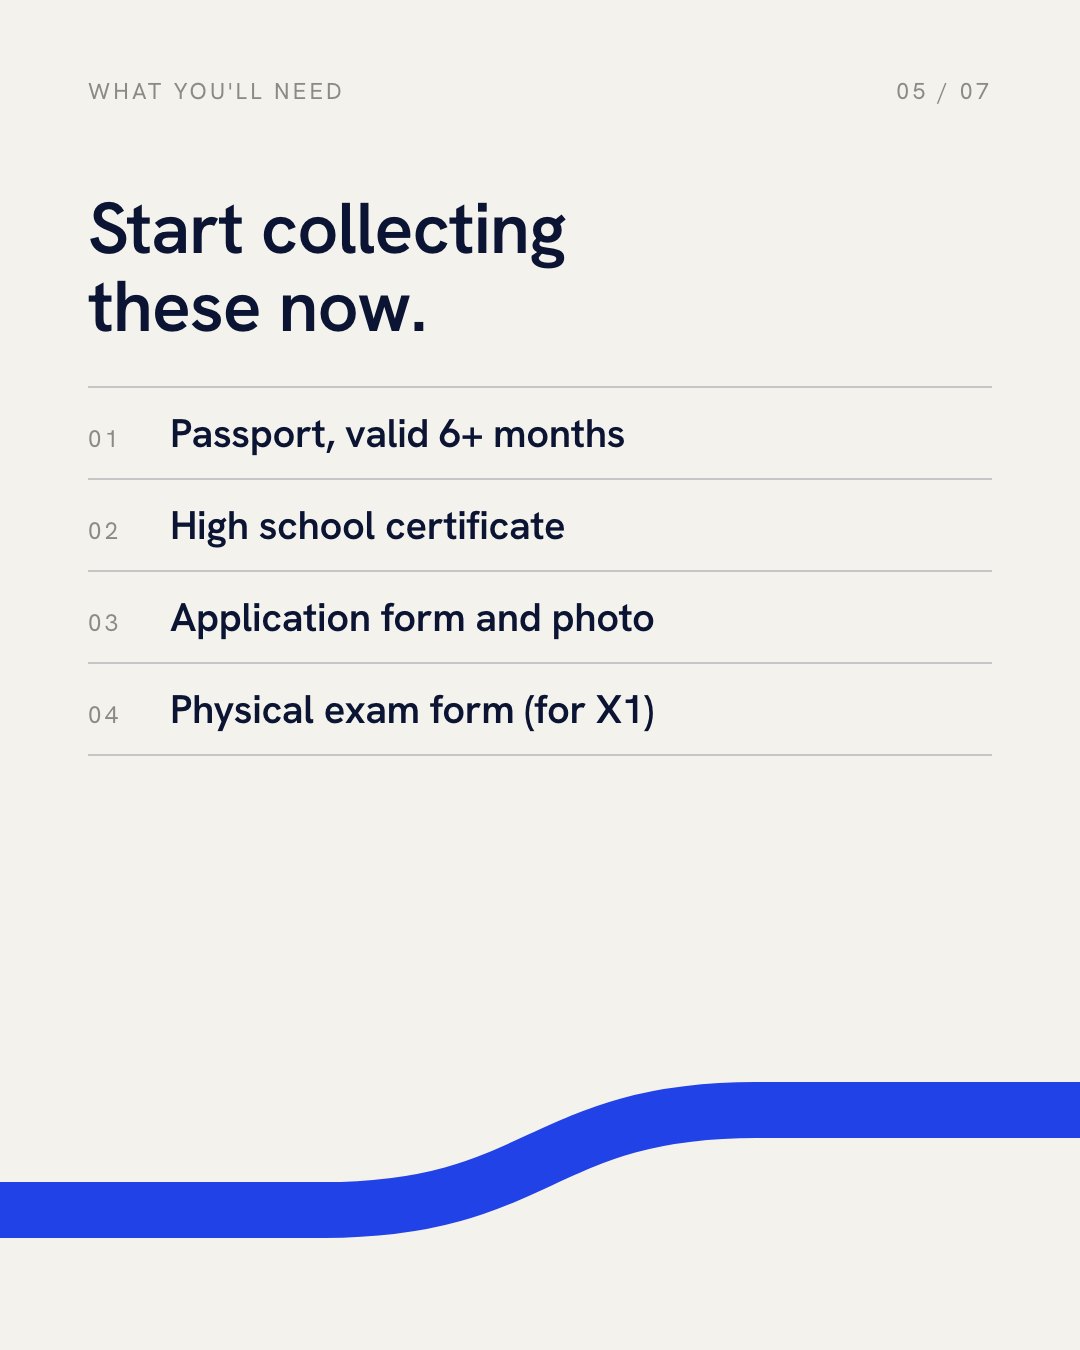 WHAT YOU'LL NEED
05 / 07
Start collecting
these now.
01 Passport, valid 6+ months
02 High school certificate
03 Application form and photo
04 Physical exam form (for X1)